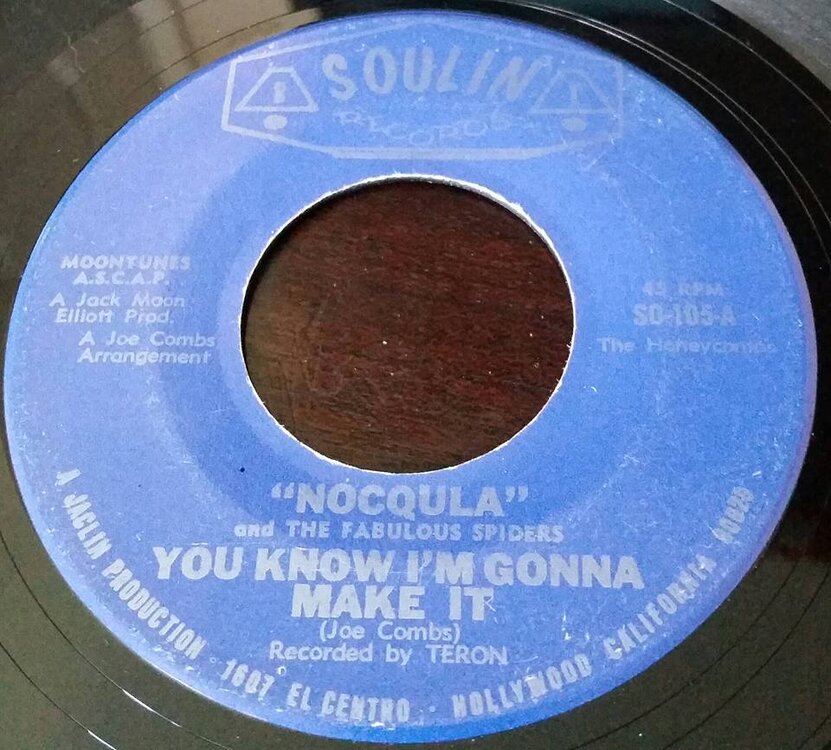 SOULIN
RECORDS
MOONTUNES
A.S.C.A.P.
A Jack Moon
Elliott Prod.
A Joe Combs
Arrangement
45 RPM
SO-105-A
The Honeycombs
"NOCQULA"
and THE FABULOUS SPIDERS
YOU KNOW I'M GONNA
MAKE IT
(Joe Combs)
Recorded by TERON
A JACLIN PRODUCTION · 1607 EL CENTRO · HOLLYWOOD CALIFORNIA 90028